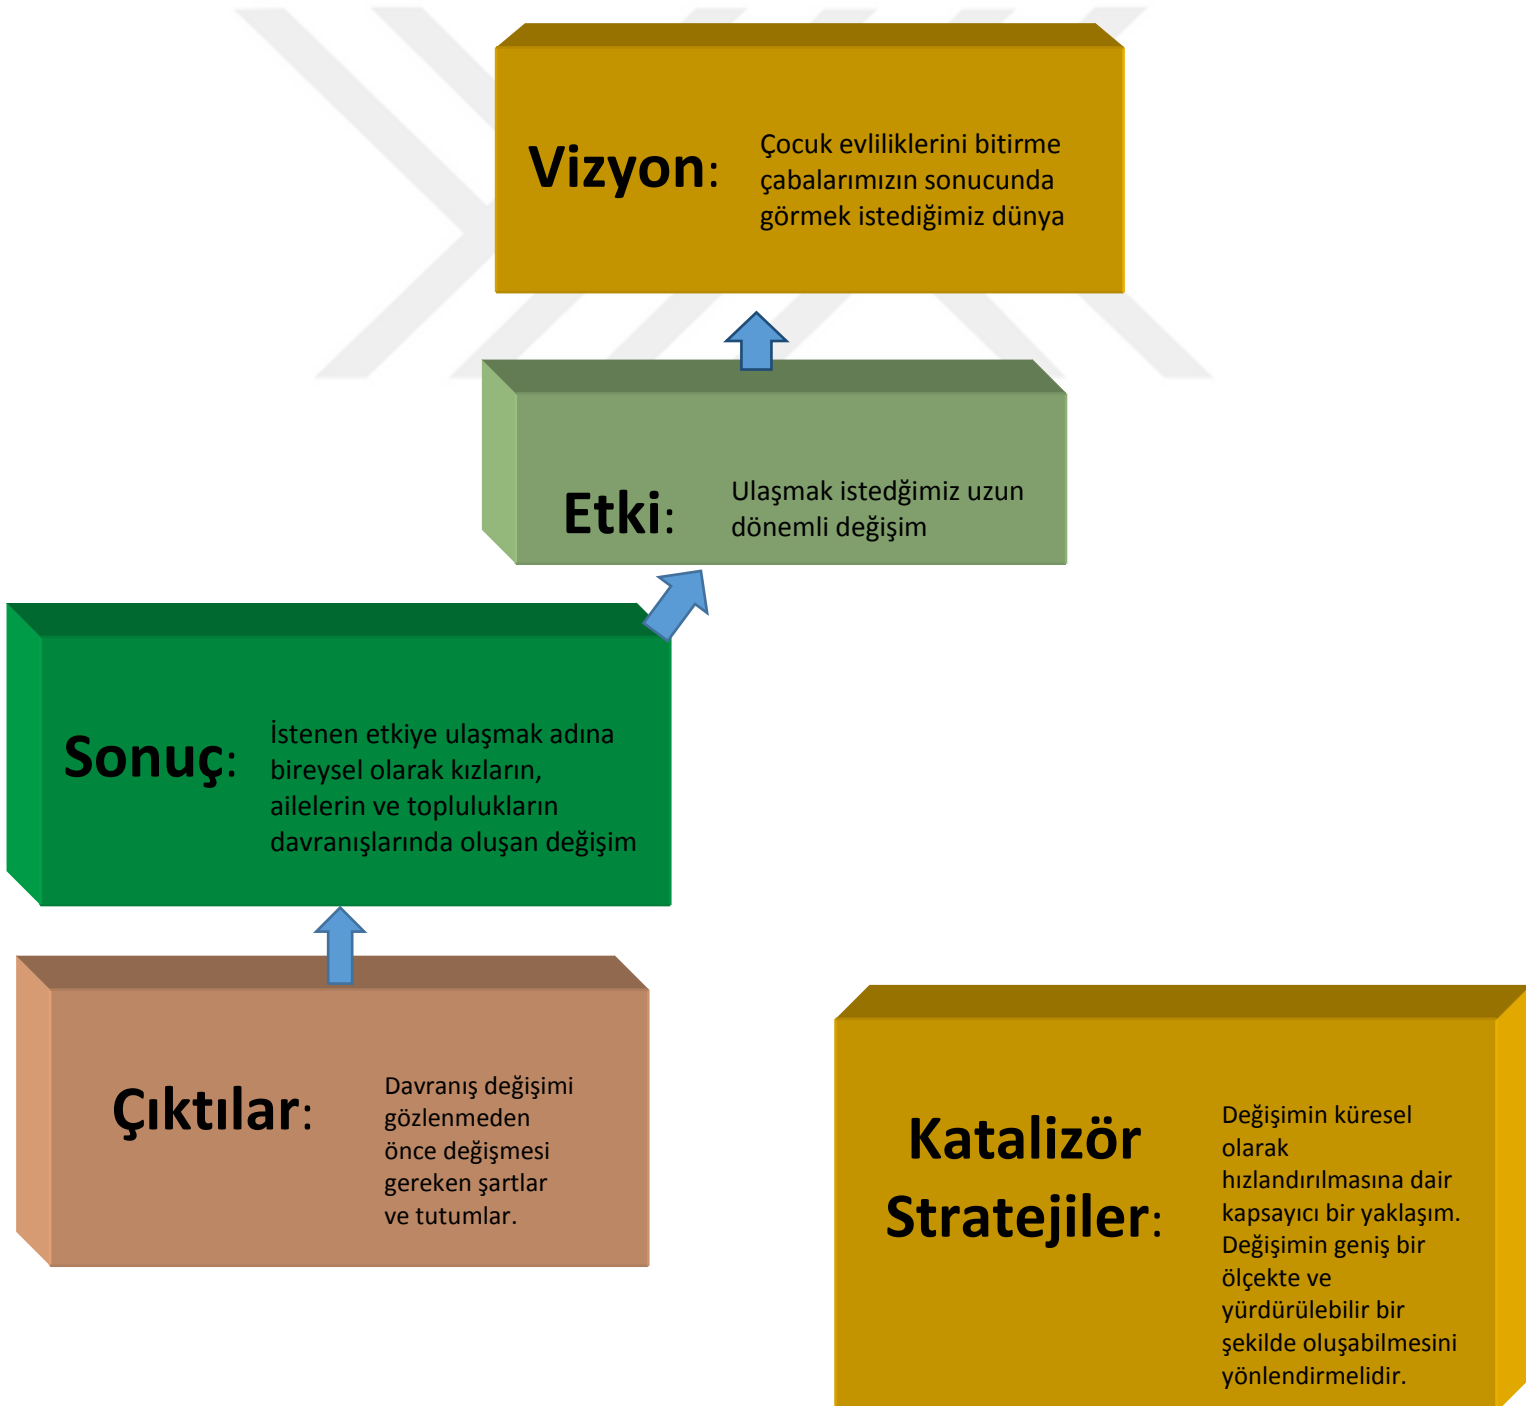 Vizyon:
Çocuk evliliklerini bitirme
çabalarımızın sonucunda
görmek istediğimiz dünya
Etki:
Ulaşmak istedğimiz uzun
dönemli değişim
Sonuç:
İstenen etkiye ulaşmak adına
bireysel olarak kızların,
ailelerin ve toplulukların
davranışlarında oluşan değişim
Çıktılar:
Davranış değişimi
gözlenmeden
önce değişmesi
gereken şartlar
ve tutumlar.
Katalizör
Stratejiler:
Değişimin küresel
olarak
hızlandırılmasına dair
kapsayıcı bir yaklaşım.
Değişimin geniş bir
ölçekte ve
yürdürülebilir bir
şekilde oluşabilmesini
yönlendirmelidir.